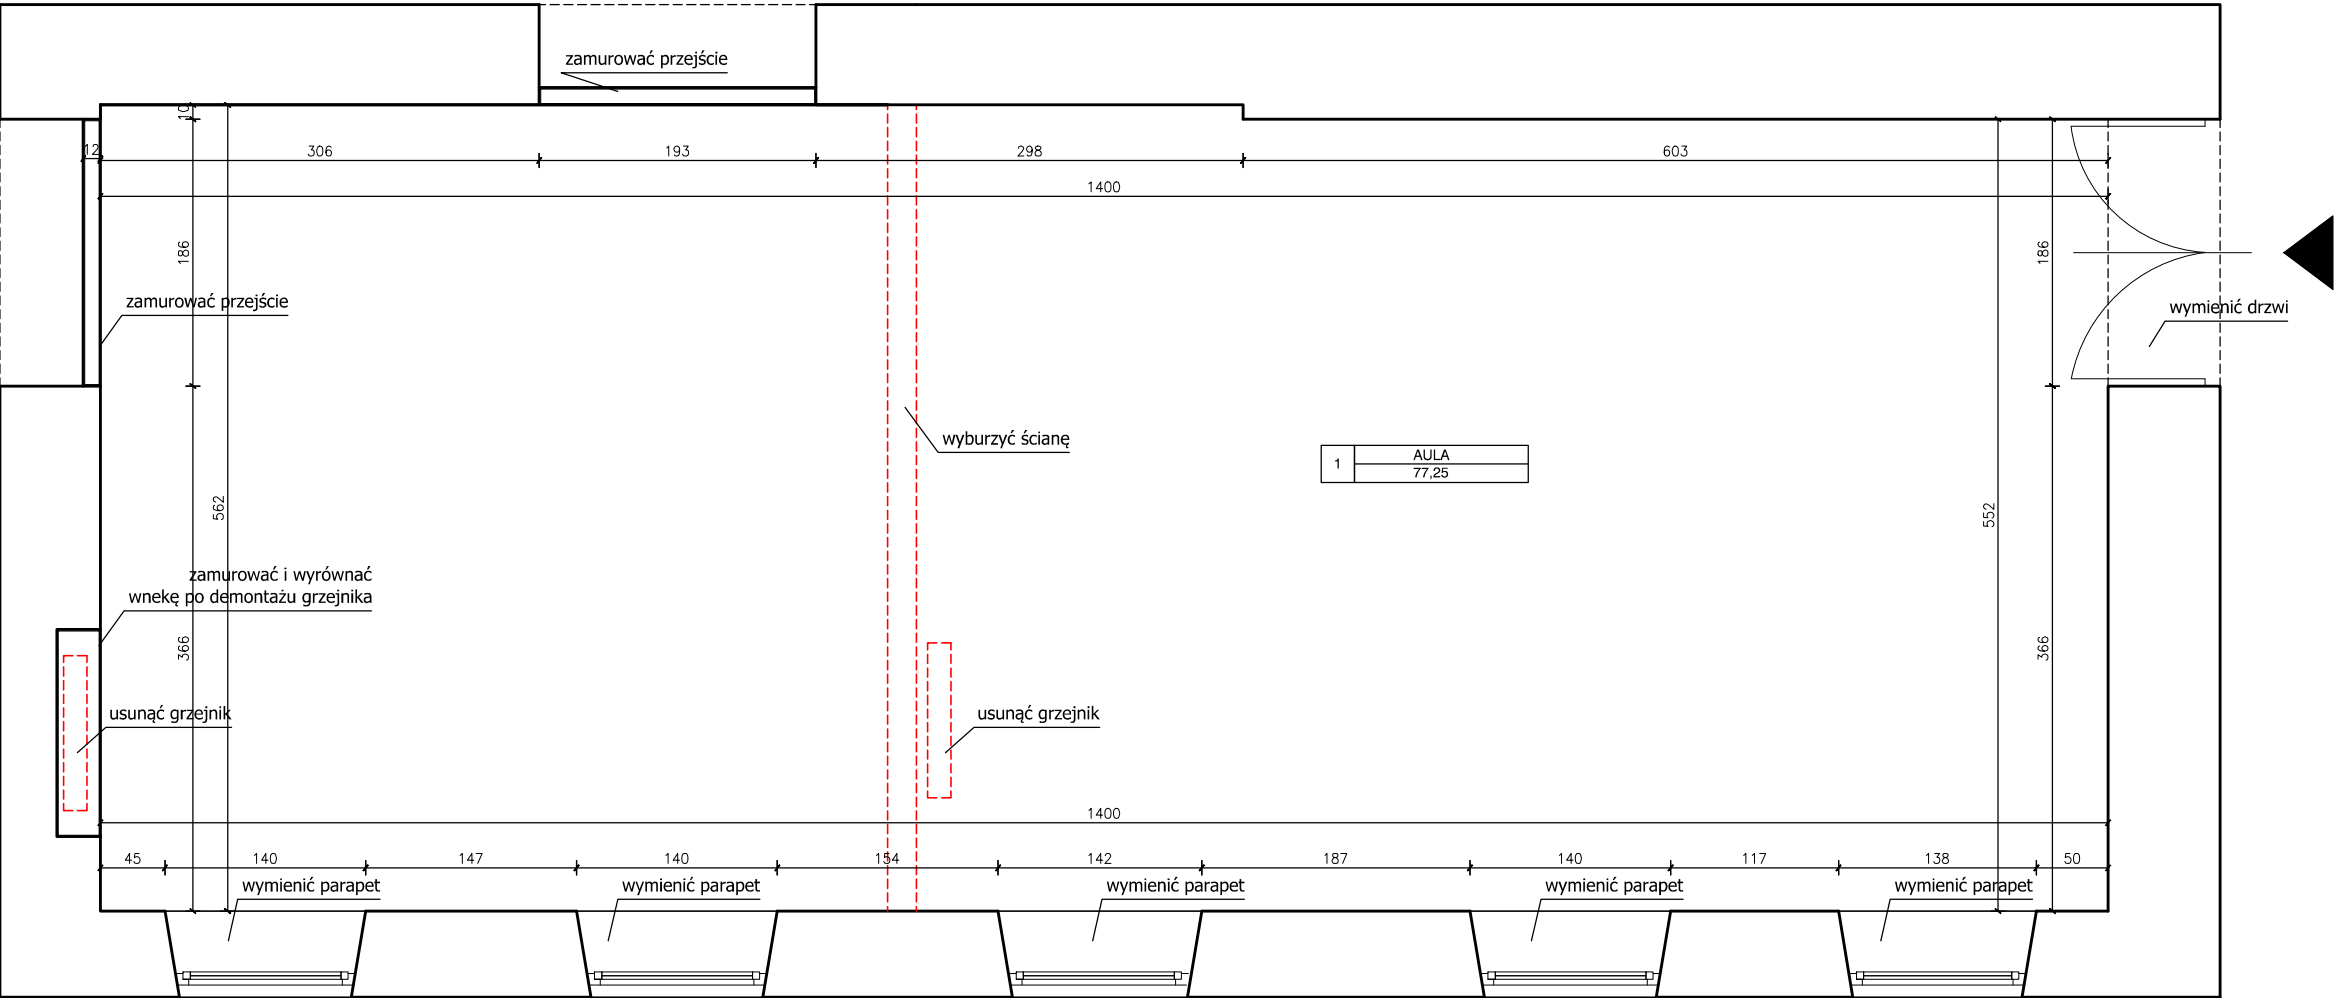 zamurować przejście
10
12
306
193
298
603
1400
186
186
zamurować przejście
wymienić drzwi
wyburzyć ścianę
1
AULA
77,25
562
552
zamurować i wyrównać
wnekę po demontażu grzejnika
366
366
usunąć grzejnik
usunąć grzejnik
1400
45
140
147
140
154
142
187
140
117
138
50
wymienić parapet
wymienić parapet
wymienić parapet
wymienić parapet
wymienić parapet